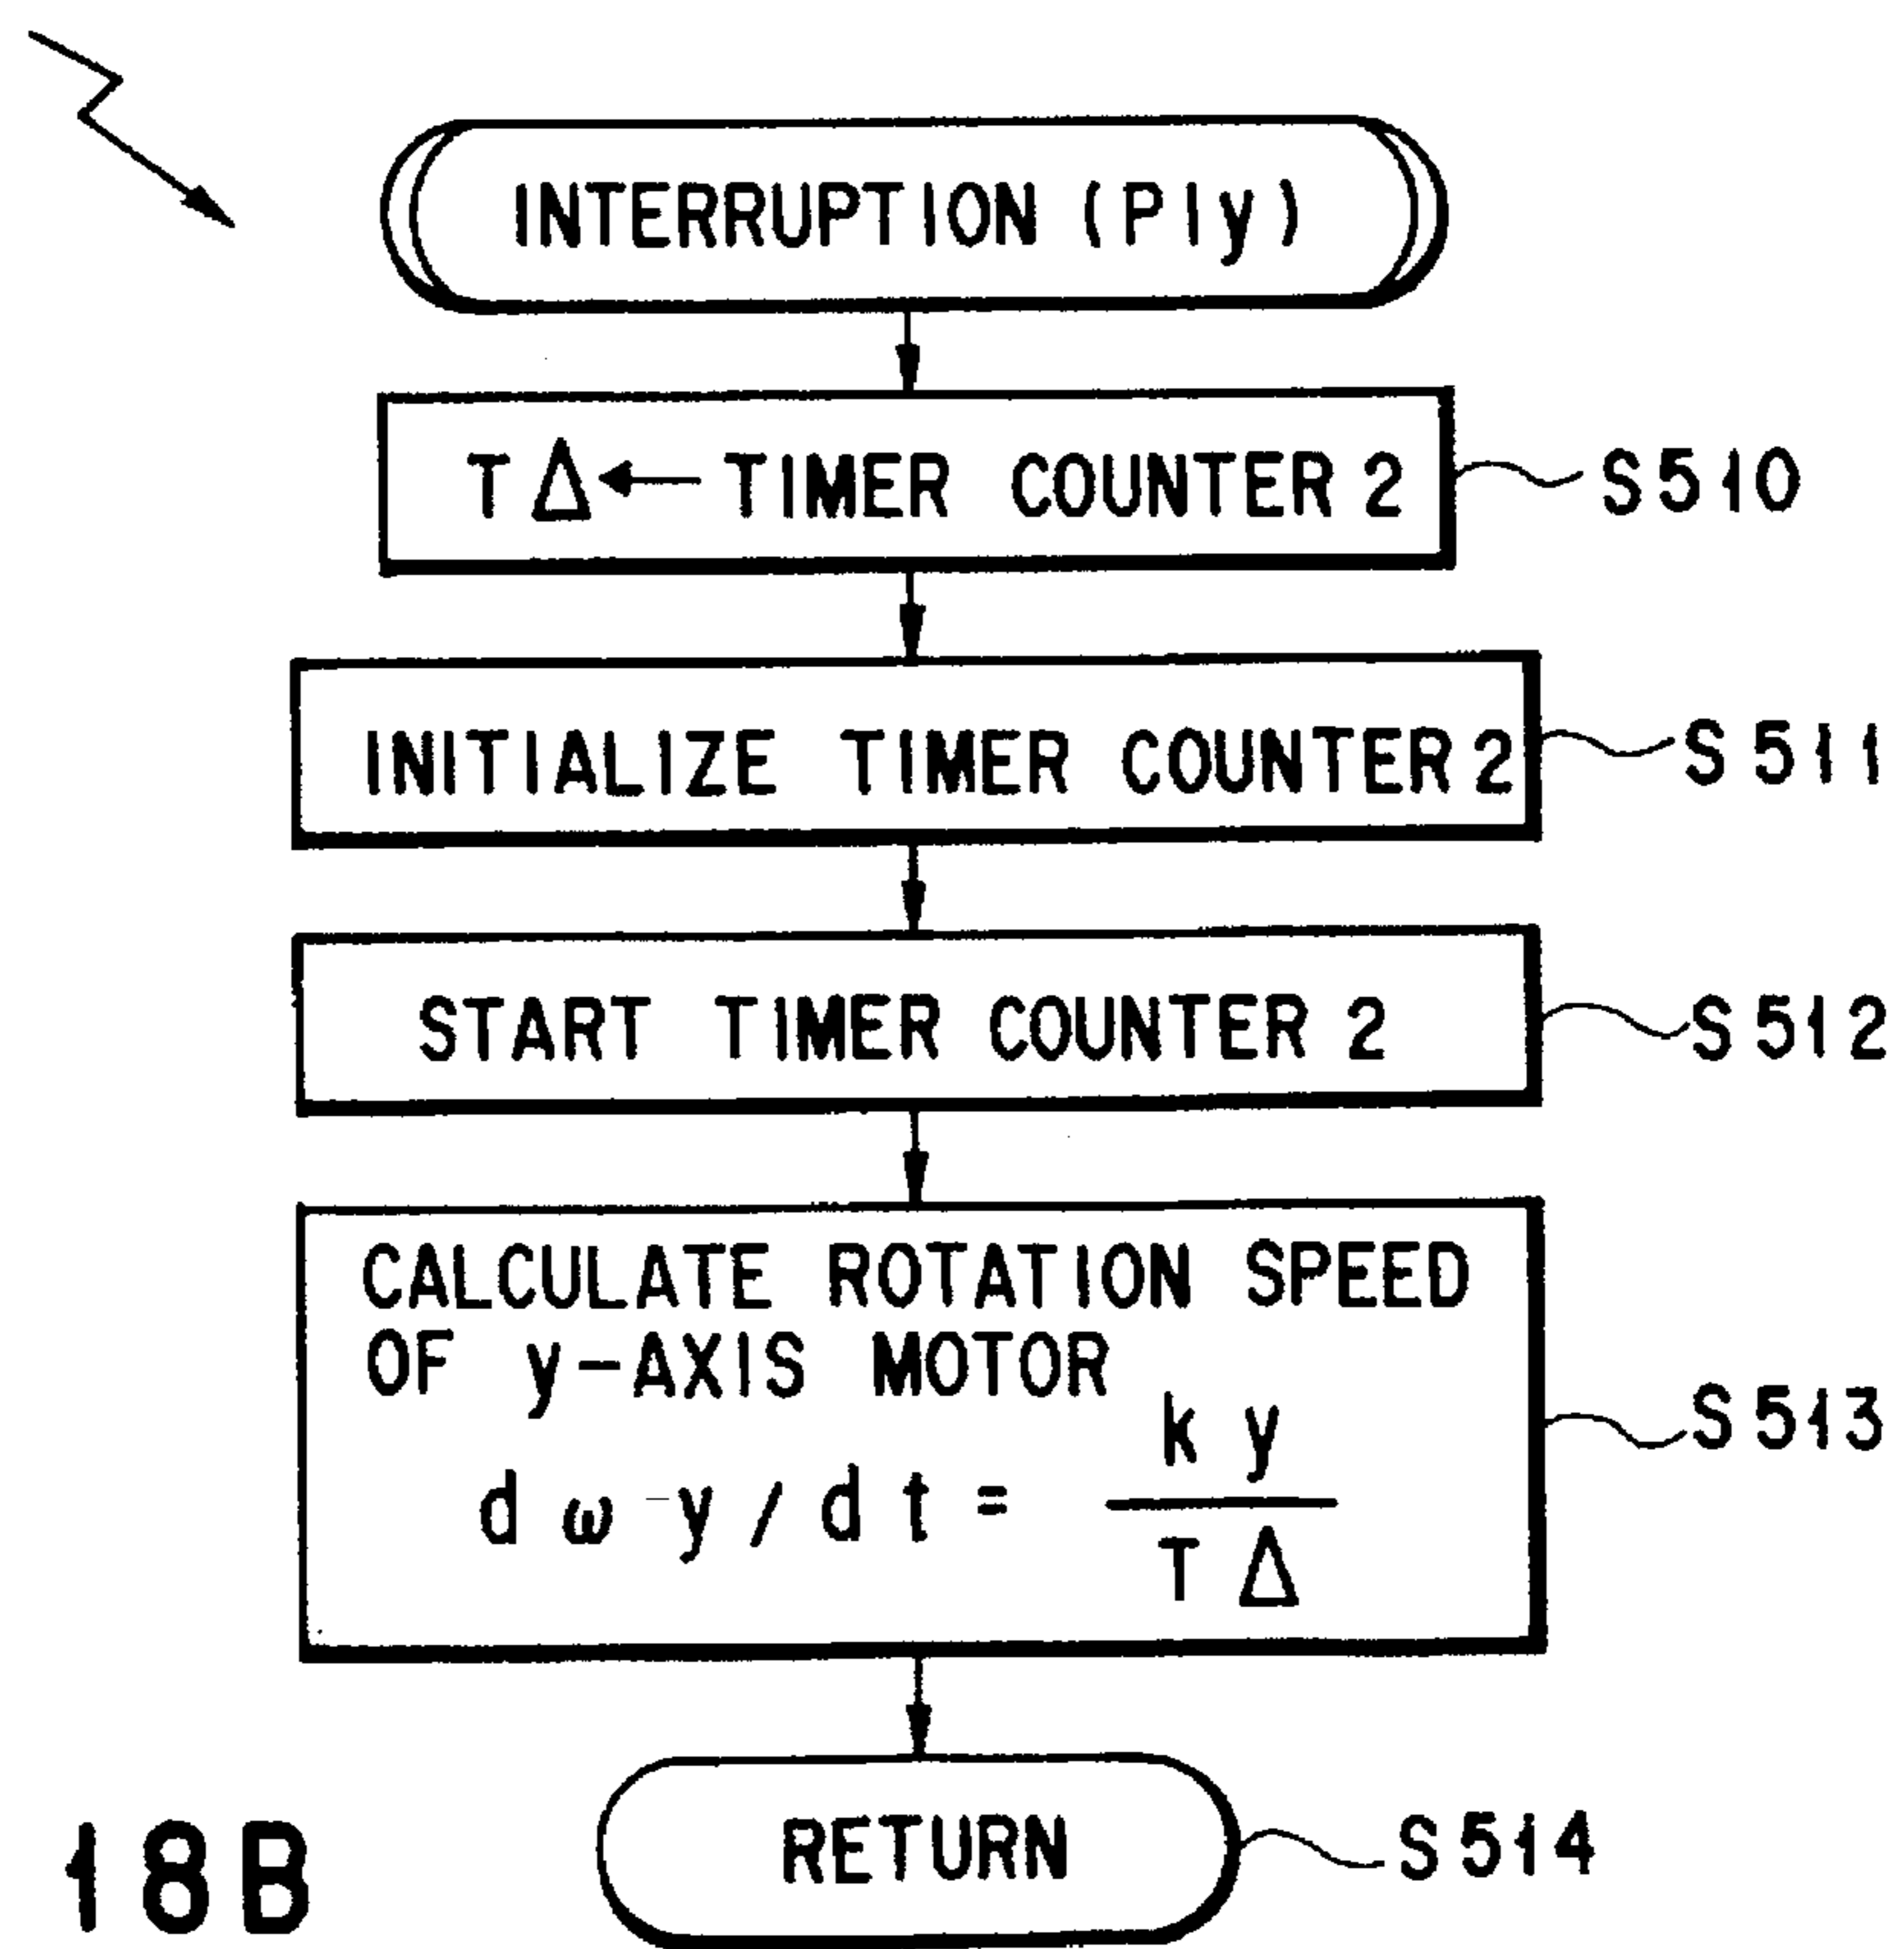 INTERRUPTION (PIy)
TΔ ← TIMER COUNTER 2
S510
INITIALIZE TIMER COUNTER 2
S511
START TIMER COUNTER 2
S512
CALCULATE ROTATION SPEED
OF y-AXIS MOTOR
dω-y/dt = ky/TΔ
S513
RETURN
S514
18B